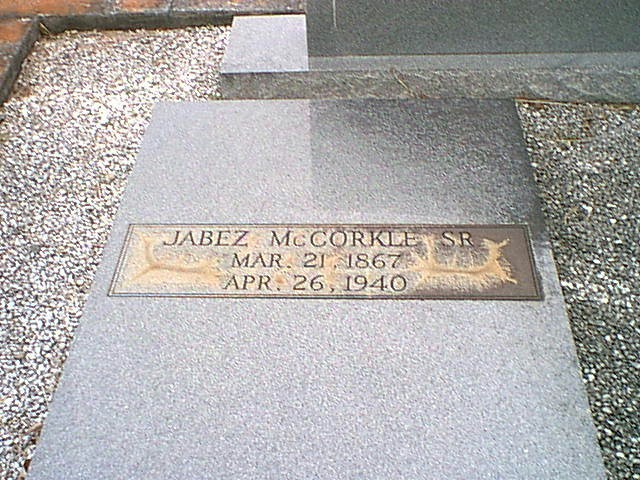 JABEZ McCORKLE SR
MAR. 21, 1867
APR. 26, 1940